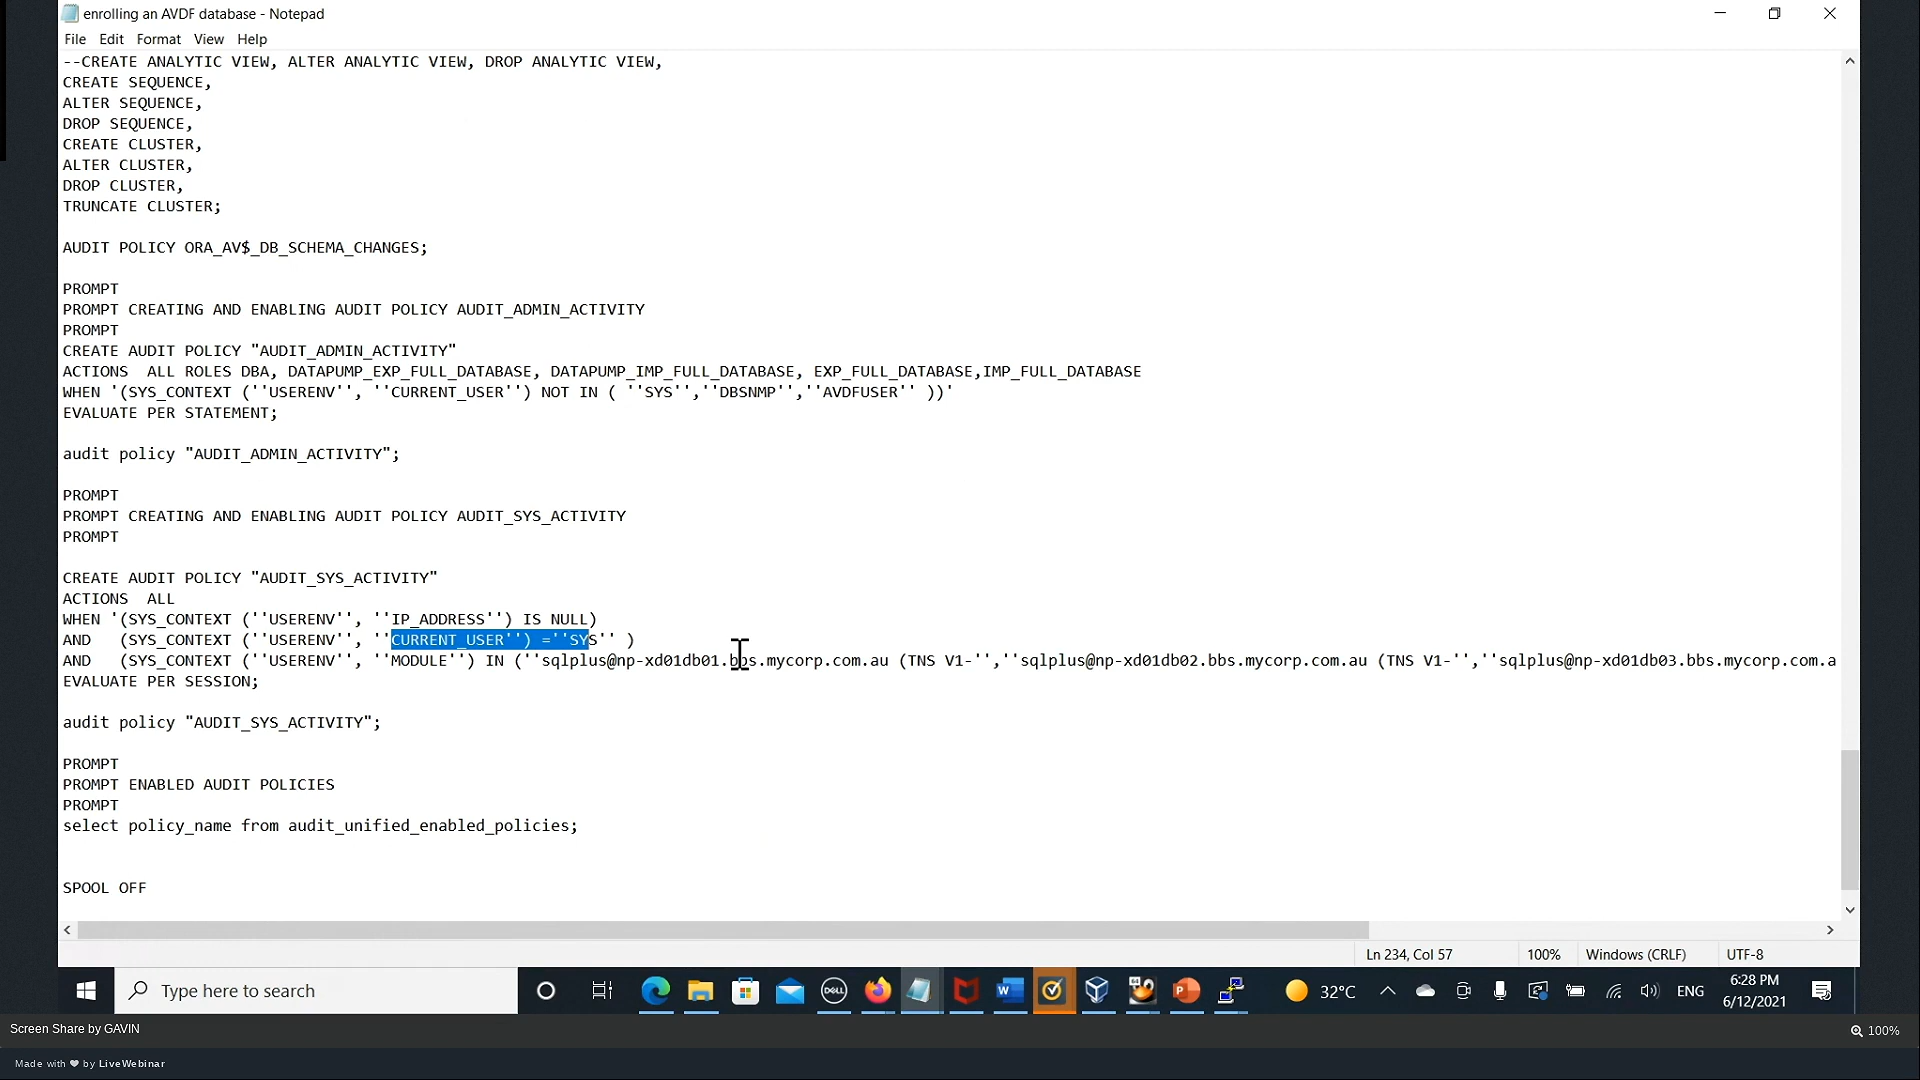 enrolling an AVDF database - Notepad
File Edit Format View Help
--CREATE ANALYTIC VIEW, ALTER ANALYTIC VIEW, DROP ANALYTIC VIEW,
CREATE SEQUENCE,
ALTER SEQUENCE,
DROP SEQUENCE,
CREATE CLUSTER,
ALTER CLUSTER,
DROP CLUSTER,
TRUNCATE CLUSTER;
AUDIT POLICY ORA_AV$_DB_SCHEMA_CHANGES;
PROMPT
PROMPT CREATING AND ENABLING AUDIT POLICY AUDIT_ADMIN_ACTIVITY
PROMPT
CREATE AUDIT POLICY "AUDIT_ADMIN_ACTIVITY"
ACTIONS  ALL ROLES DBA, DATAPUMP_EXP_FULL_DATABASE, DATAPUMP_IMP_FULL_DATABASE, EXP_FULL_DATABASE,IMP_FULL_DATABASE
WHEN '(SYS_CONTEXT (''USERENV'', ''CURRENT_USER'') NOT IN ( ''SYS'',''DBSNMP'',''AVDFUSER'' ))'
EVALUATE PER STATEMENT;
audit policy "AUDIT_ADMIN_ACTIVITY";
PROMPT
PROMPT CREATING AND ENABLING AUDIT POLICY AUDIT_SYS_ACTIVITY
PROMPT
CREATE AUDIT POLICY "AUDIT_SYS_ACTIVITY"
ACTIONS  ALL
WHEN '(SYS_CONTEXT (''USERENV'', ''IP_ADDRESS'') IS NULL)
AND   (SYS_CONTEXT (''USERENV'', ''CURRENT_USER'') =''SYS'' )
AND   (SYS_CONTEXT (''USERENV'', ''MODULE'') IN (''sqlplus@np-xd01db01.bbs.mycorp.com.au (TNS V1-'',''sqlplus@np-xd01db02.bbs.mycorp.com.au (TNS V1-'',''sqlplus@np-xd01db03.bbs.mycorp.com.a
EVALUATE PER SESSION;
audit policy "AUDIT_SYS_ACTIVITY";
PROMPT
PROMPT ENABLED AUDIT POLICIES
PROMPT
select policy_name from audit_unified_enabled_policies;
SPOOL OFF
Ln 234, Col 57 100% Windows (CRLF) UTF-8
Type here to search DELL 32°C ENG 6:28 PM
6/12/2021
Screen Share by GAVIN 100%
Made with ❤ by LiveWebinar